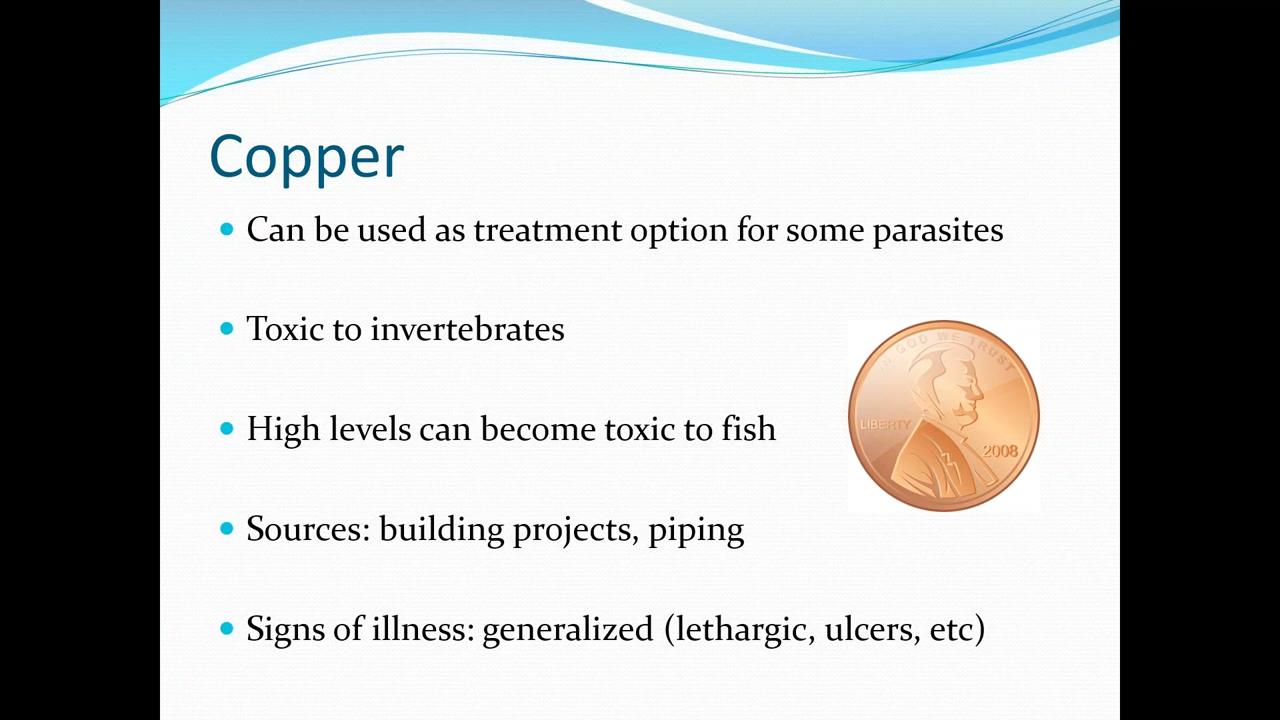 Copper
Can be used as treatment option for some parasites
Toxic to invertebrates
High levels can become toxic to fish
Sources: building projects, piping
Signs of illness: generalized (lethargic, ulcers, etc)
IN GOD WE TRUST
LIBERTY
2008